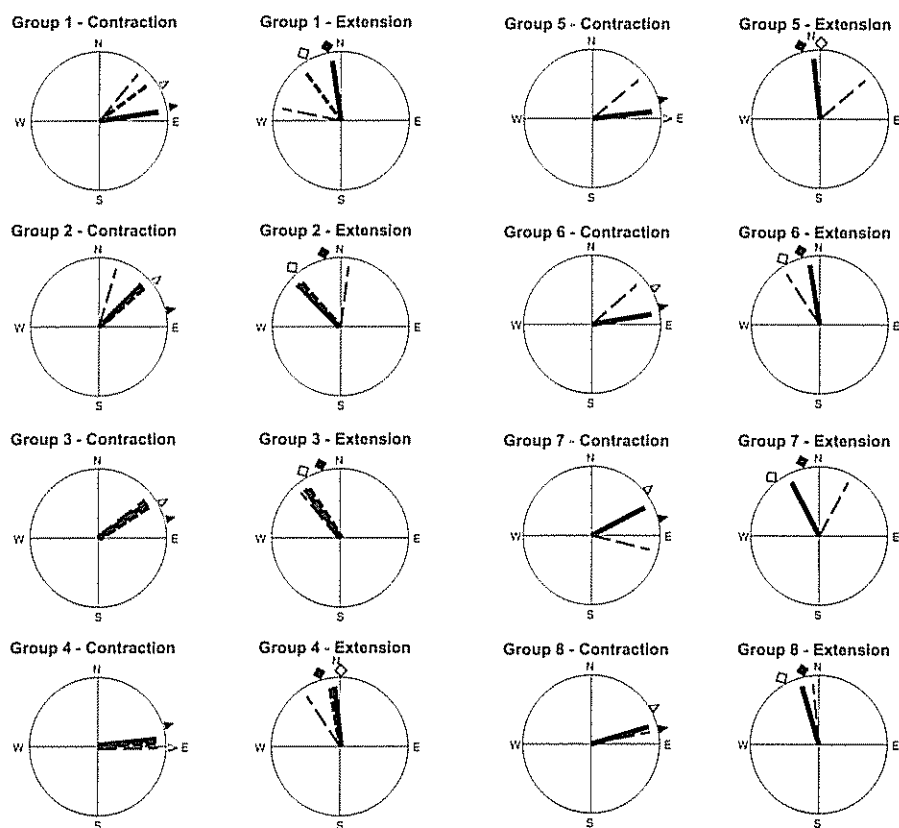 Group 1 - Contraction
Group 1 - Extension
Group 5 - Contraction
Group 5 - Extension
N
N
N
N
W
E
W
E
W
E
W
E
S
S
S
S
Group 2 - Contraction
Group 2 - Extension
Group 6 - Contraction
Group 6 - Extension
N
N
N
N
W
E
W
E
W
E
W
E
S
S
S
S
Group 3 - Contraction
Group 3 - Extension
Group 7 - Contraction
Group 7 - Extension
N
N
N
N
W
E
W
E
W
E
W
E
S
S
S
S
Group 4 - Contraction
Group 4 - Extension
Group 8 - Contraction
Group 8 - Extension
N
N
N
N
W
E
W
E
W
E
W
E
S
S
S
S